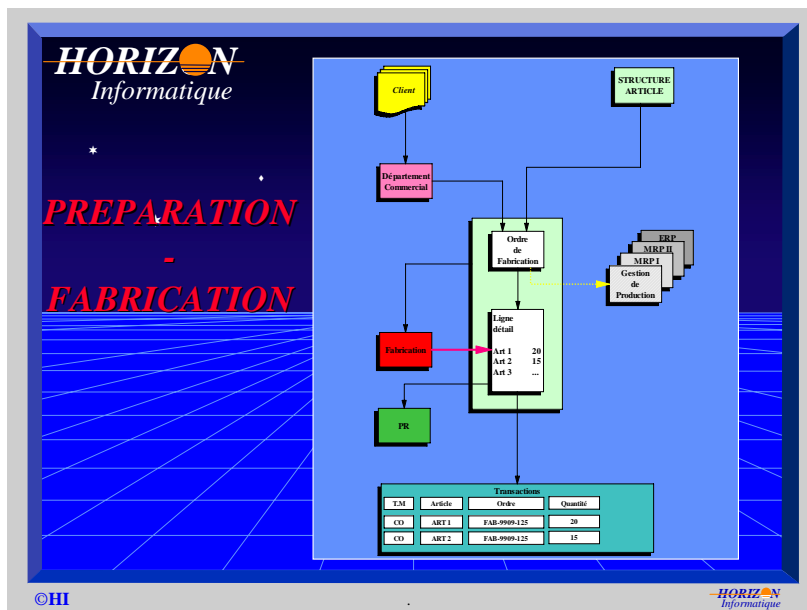 HORIZON
Informatique
PREPARATION
-
FABRICATION
Client
STRUCTURE
ARTICLE
Département
Commercial
Ordre
de
Fabrication
ERP
MRP II
MRP I
Gestion
de
Production
Ligne
détail
Art 1 20
Art 2 15
Art 3 ...
Fabrication
PR
Transactions
T.M Article Ordre Quantité
CO ART 1 FAB-9909-125 20
CO ART 2 FAB-9909-125 15
©HI
.
HORIZON
Informatique